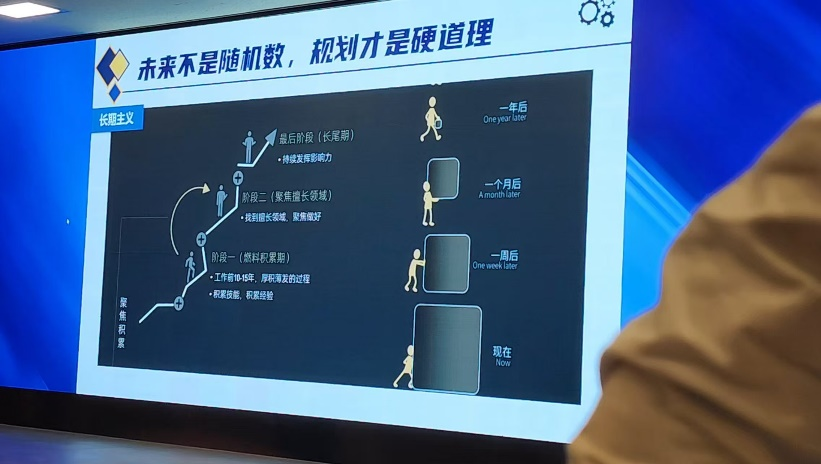 未来不是随机数，规划才是硬道理
长期主义
最后阶段（长尾期）
• 持续发挥影响力
阶段二（聚焦擅长领域）
• 找到擅长领域、聚焦做好
阶段一（燃料积累期）
• 工作前10-15年，厚积薄发的过程
• 积累技能、积累经验
聚焦积累
一年后
One year later
一个月后
A month later
一周后
One week later
现在
Now